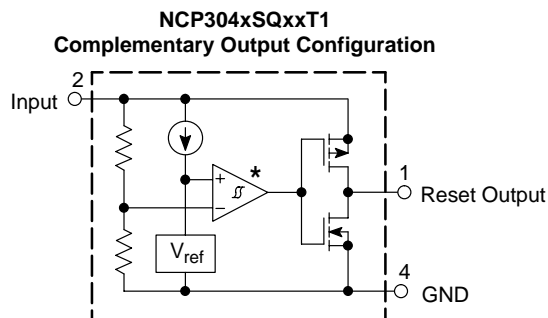 NCP304xSQxxT1
Complementary Output Configuration
2
Input
*
1
+
Reset Output
−
Vref
4
GND